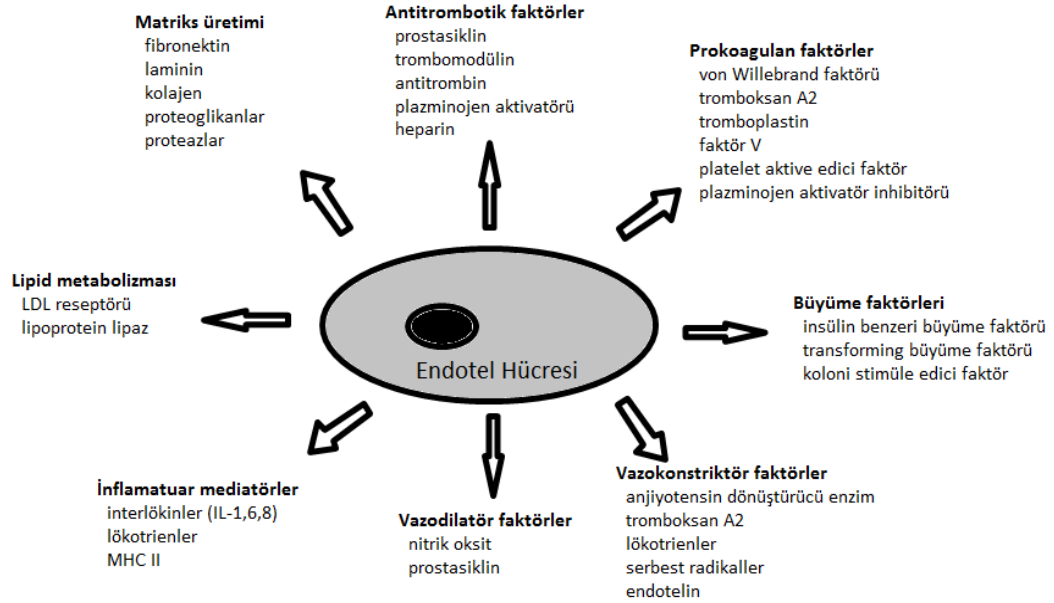 Matriks üretimi
fibronektin
laminin
kolajen
proteoglikanlar
proteazlar
Antitrombotik faktörler
prostasiklin
trombomodülin
antitrombin
plazminojen aktivatörü
heparin
Prokoagulan faktörler
von Willebrand faktörü
tromboksan A2
tromboplastin
faktör V
platelet aktive edici faktör
plazminojen aktivatör inhibitörü
Lipid metabolizması
LDL reseptörü
lipoprotein lipaz
Endotel Hücresi
Büyüme faktörleri
insülin benzeri büyüme faktörü
transforming büyüme faktörü
koloni stimüle edici faktör
İnflamatuar mediatörler
interlökinler (IL-1,6,8)
lökotrienler
MHC II
Vazodilatör faktörler
nitrik oksit
prostasiklin
Vazokonstriktör faktörler
anjiyotensin dönüştürücü enzim
tromboksan A2
lökotrienler
serbest radikaller
endotelin